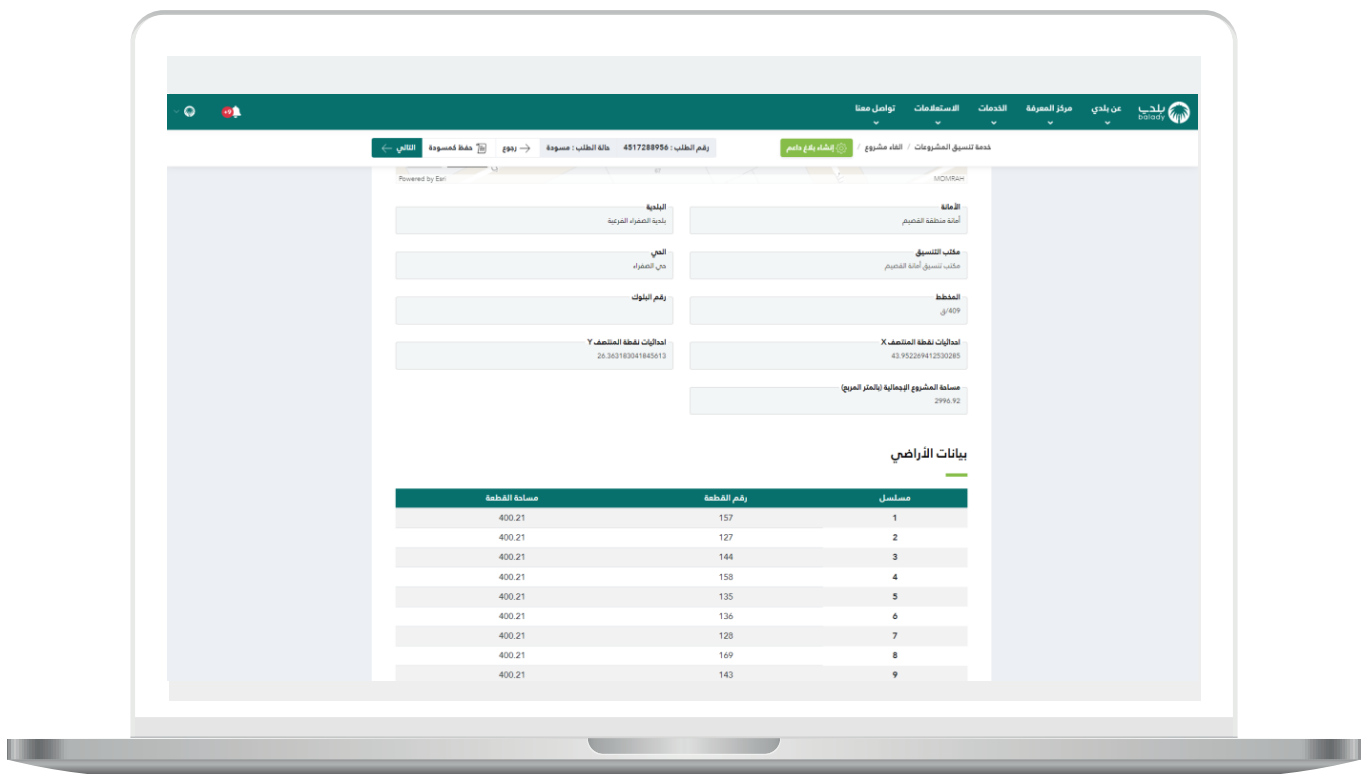 بلدي
balady
عن بلدي
مركز المعرفة
الخدمات
الاستعلامات
تواصل معنا
خدمة تنسيق المشروعات / الغاء مشروع /
إنشاء بلاغ داعم
رقم الطلب : 4517288956
حالة الطلب : مسودة
رجوع
حفظ كمسودة
التالي
MOMRAH
Powered by Esri
الأمانة
أمانة منطقة القصيم
البلدية
بلدية الصفراء الفرعية
مكتب التنسيق
مكتب تنسيق أمانة القصيم
الحي
حي الصفراء
المخطط
409/ق
رقم البلوك
احداثيات نقطة المنتصف X
43.952269412530285
احداثيات نقطة المنتصف Y
26.363183041845613
مساحة المشروع الإجمالية (بالمتر المربع)
2996.92
بيانات الأراضي
مسلسل رقم القطعة مساحة القطعة
1 157 400.21
2 127 400.21
3 144 400.21
4 158 400.21
5 135 400.21
6 136 400.21
7 128 400.21
8 169 400.21
9 143 400.21